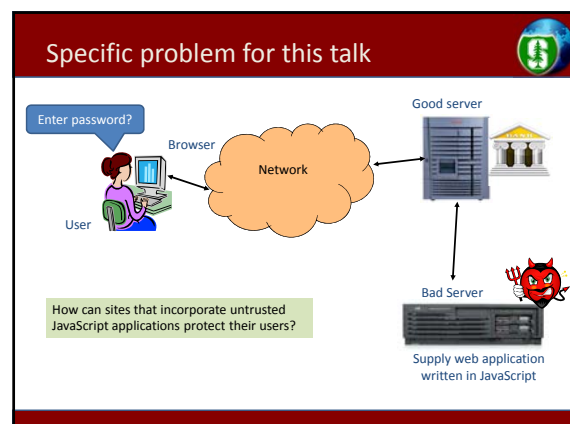 Specific problem for this talk
Good server
BANK
Enter password?
Browser
Network
User
Bad Server
How can sites that incorporate untrusted
JavaScript applications protect their users?
Supply web application
written in JavaScript